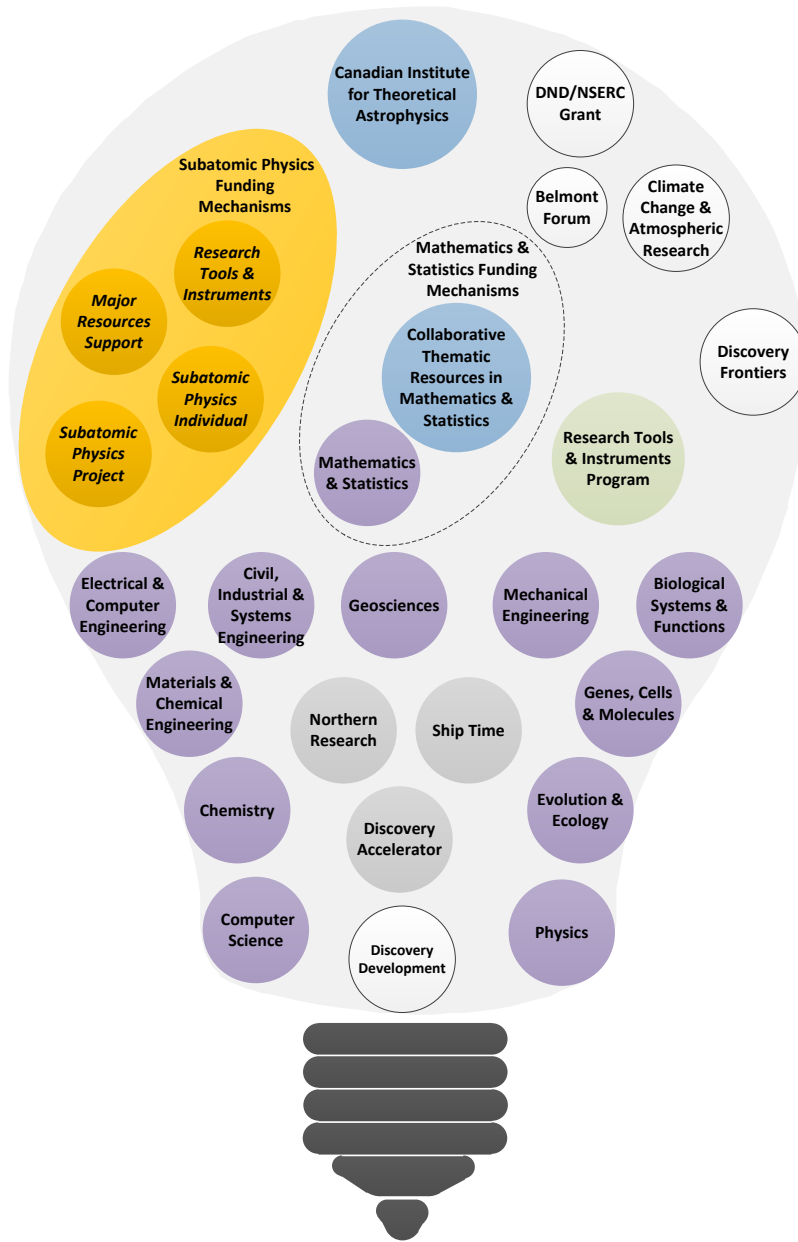 Canadian Institute
for Theoretical
Astrophysics
DND/NSERC
Grant
Subatomic Physics
Funding
Mechanisms
Belmont
Forum
Climate
Change &
Atmospheric
Research
Research
Tools &
Instruments
Mathematics &
Statistics Funding
Mechanisms
Major
Resources
Support
Collaborative
Thematic
Resources in
Mathematics &
Statistics
Discovery
Frontiers
Subatomic
Physics
Individual
Subatomic
Physics
Project
Mathematics
& Statistics
Research Tools
& Instruments
Program
Electrical &
Computer
Engineering
Civil,
Industrial &
Systems
Engineering
Geosciences
Mechanical
Engineering
Biological
Systems &
Functions
Materials &
Chemical
Engineering
Northern
Research
Ship Time
Genes, Cells
& Molecules
Chemistry
Discovery
Accelerator
Evolution &
Ecology
Computer
Science
Discovery
Development
Physics